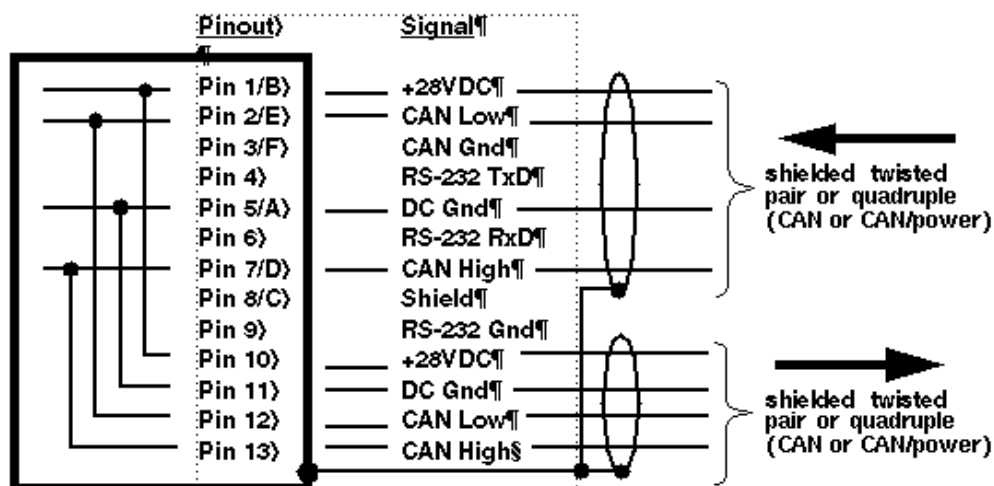 Pinout⟩ Signal¶
¶
Pin 1/B⟩ +28VDC¶
Pin 2/E⟩ CAN Low¶
Pin 3/F⟩ CAN Gnd¶
Pin 4⟩ RS-232 TxD¶
Pin 5/A⟩ DC Gnd¶
Pin 6⟩ RS-232 RxD¶
Pin 7/D⟩ CAN High¶
Pin 8/C⟩ Shield¶
Pin 9⟩ RS-232 Gnd¶
Pin 10⟩ +28VDC¶
Pin 11⟩ DC Gnd¶
Pin 12⟩ CAN Low¶
Pin 13⟩ CAN High§
shielded twisted
pair or quadruple
(CAN or CAN/power)
shielded twisted
pair or quadruple
(CAN or CAN/power)